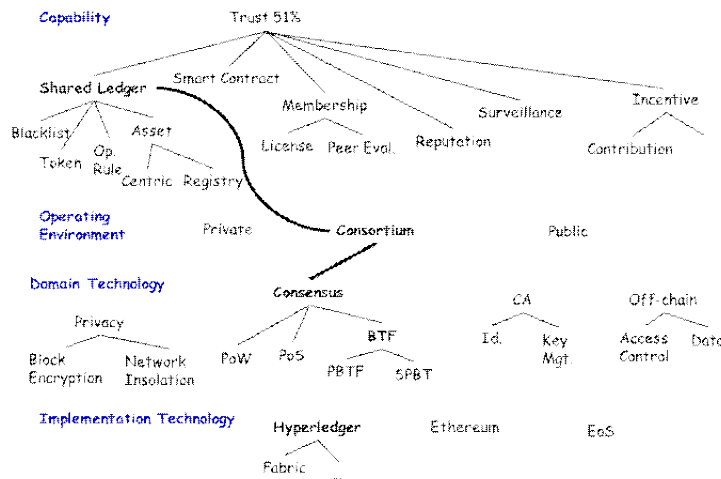 Capability
Trust 51%
Shared Ledger
Smart Contract
Membership
Surveillance
Incentive
Blacklist
Token
Op.
Rule
Asset
License
Peer Eval.
Reputation
Contribution
Centric
Registry
Operating
Environment
Private
Consortium
Public
Domain Technology
Consensus
CA
Off-chain
Privacy
Block
Encryption
Network
Insolation
PoW
PoS
BTF
PBTF
SPBT
Id.
Key
Mgt.
Access
Control
Data
Implementation Technology
Hyperledger
Ethereum
EoS
Fabric